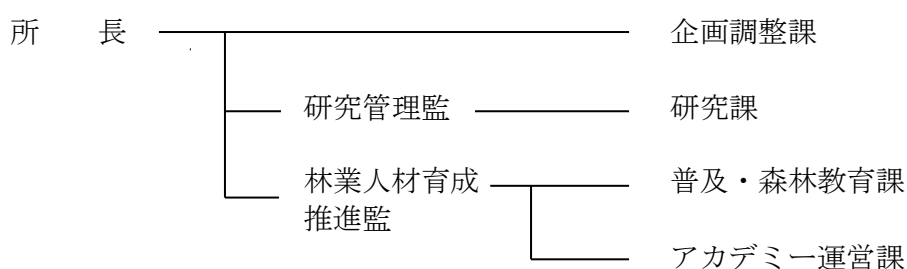 所　　長　企画調整課
研究管理監　研究課
林業人材育成　普及・森林教育課
推進監
アカデミー運営課